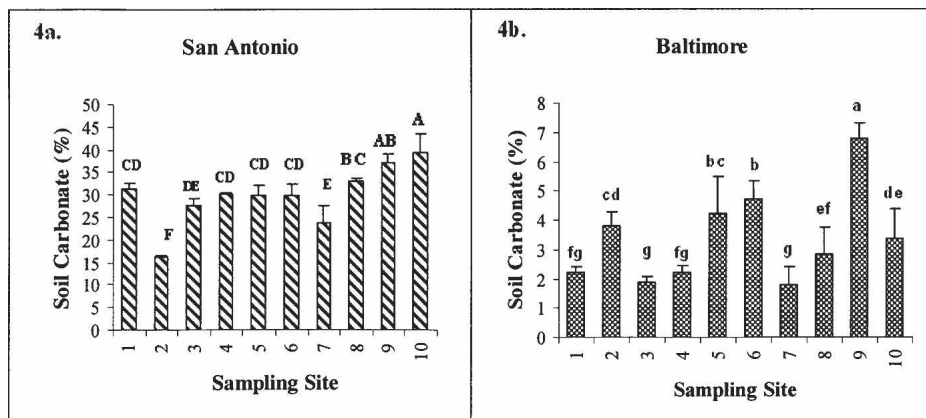 4a.
San Antonio
Soil Carbonate (%)
50
45
40
35
30
25
20
15
10
5
0
CD
F
DE
CD
CD
CD
E
BC
AB
A
1
2
3
4
5
6
7
8
9
10
Sampling Site
4b.
Baltimore
Soil Carbonate (%)
8
7
6
5
4
3
2
1
0
fg
cd
g
fg
bc
b
g
ef
a
de
1
2
3
4
5
6
7
8
9
10
Sampling Site